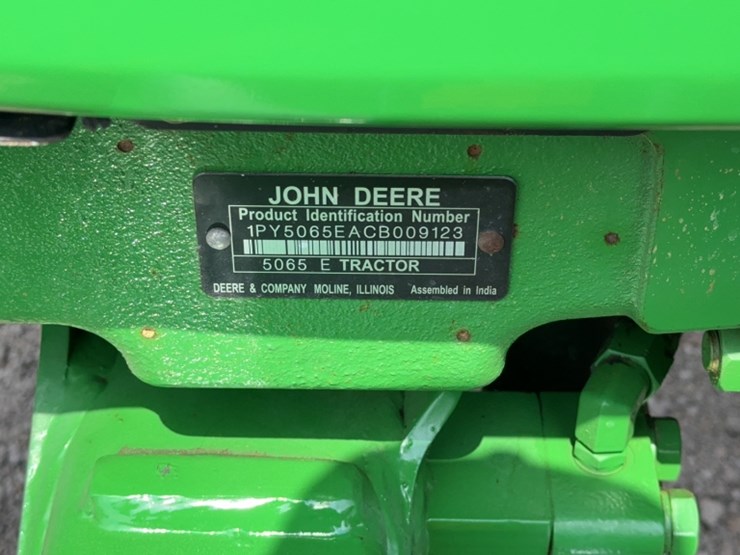 JOHN DEERE
Product Identification Number
1PY5065EACB009123
5065 E TRACTOR
DEERE & COMPANY MOLINE, ILLINOIS Assembled in India